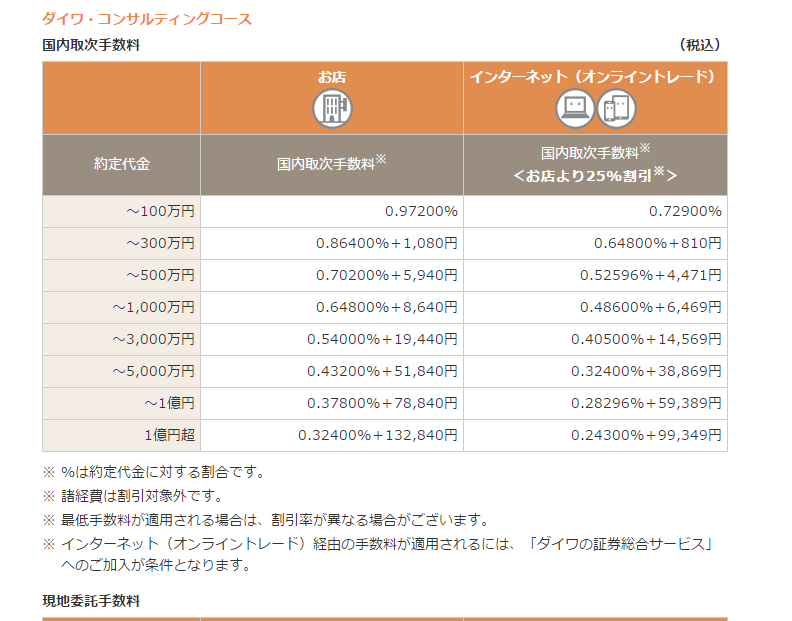 ダイワ・コンサルティングコース
国内取次手数料 （税込）
お店 インターネット（オンライントレード）
約定代金 国内取次手数料※ 国内取次手数料※
＜お店より25%割引※＞
～100万円 0.97200% 0.72900%
～300万円 0.86400%+1,080円 0.64800%+810円
～500万円 0.70200%+5,940円 0.52596%+4,471円
～1,000万円 0.64800%+8,640円 0.48600%+6,469円
～3,000万円 0.54000%+19,440円 0.40500%+14,569円
～5,000万円 0.43200%+51,840円 0.32400%+38,869円
～1億円 0.37800%+78,840円 0.28296%+59,389円
1億円超 0.32400%+132,840円 0.24300%+99,349円
※ %は約定代金に対する割合です。
※ 諸経費は割引対象外です。
※ 最低手数料が適用される場合は、割引率が異なる場合がございます。
※ インターネット（オンライントレード）経由の手数料が適用されるには、「ダイワの証券総合サービス」
へのご加入が条件となります。
現地委託手数料